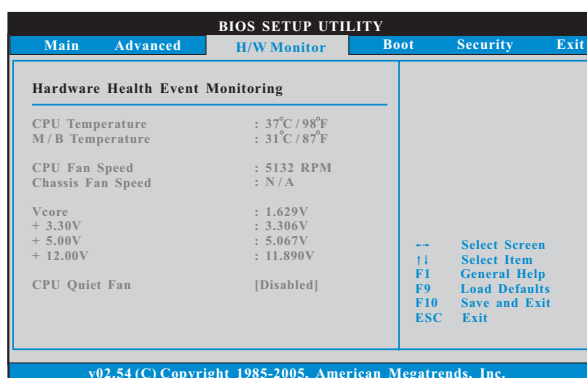 BIOS SETUP UTILITY
Main Advanced H/W Monitor Boot Security Exit
Hardware Health Event Monitoring
CPU Temperature : 37°C / 98°F
M / B Temperature : 31°C / 87°F
CPU Fan Speed : 5132 RPM
Chassis Fan Speed : N / A
Vcore : 1.629V
+ 3.30V : 3.306V
+ 5.00V : 5.067V
+ 12.00V : 11.890V
CPU Quiet Fan [Disabled]
←→ Select Screen
↑↓ Select Item
F1 General Help
F9 Load Defaults
F10 Save and Exit
ESC Exit
v02.54 (C) Copyright 1985-2005, American Megatrends, Inc.